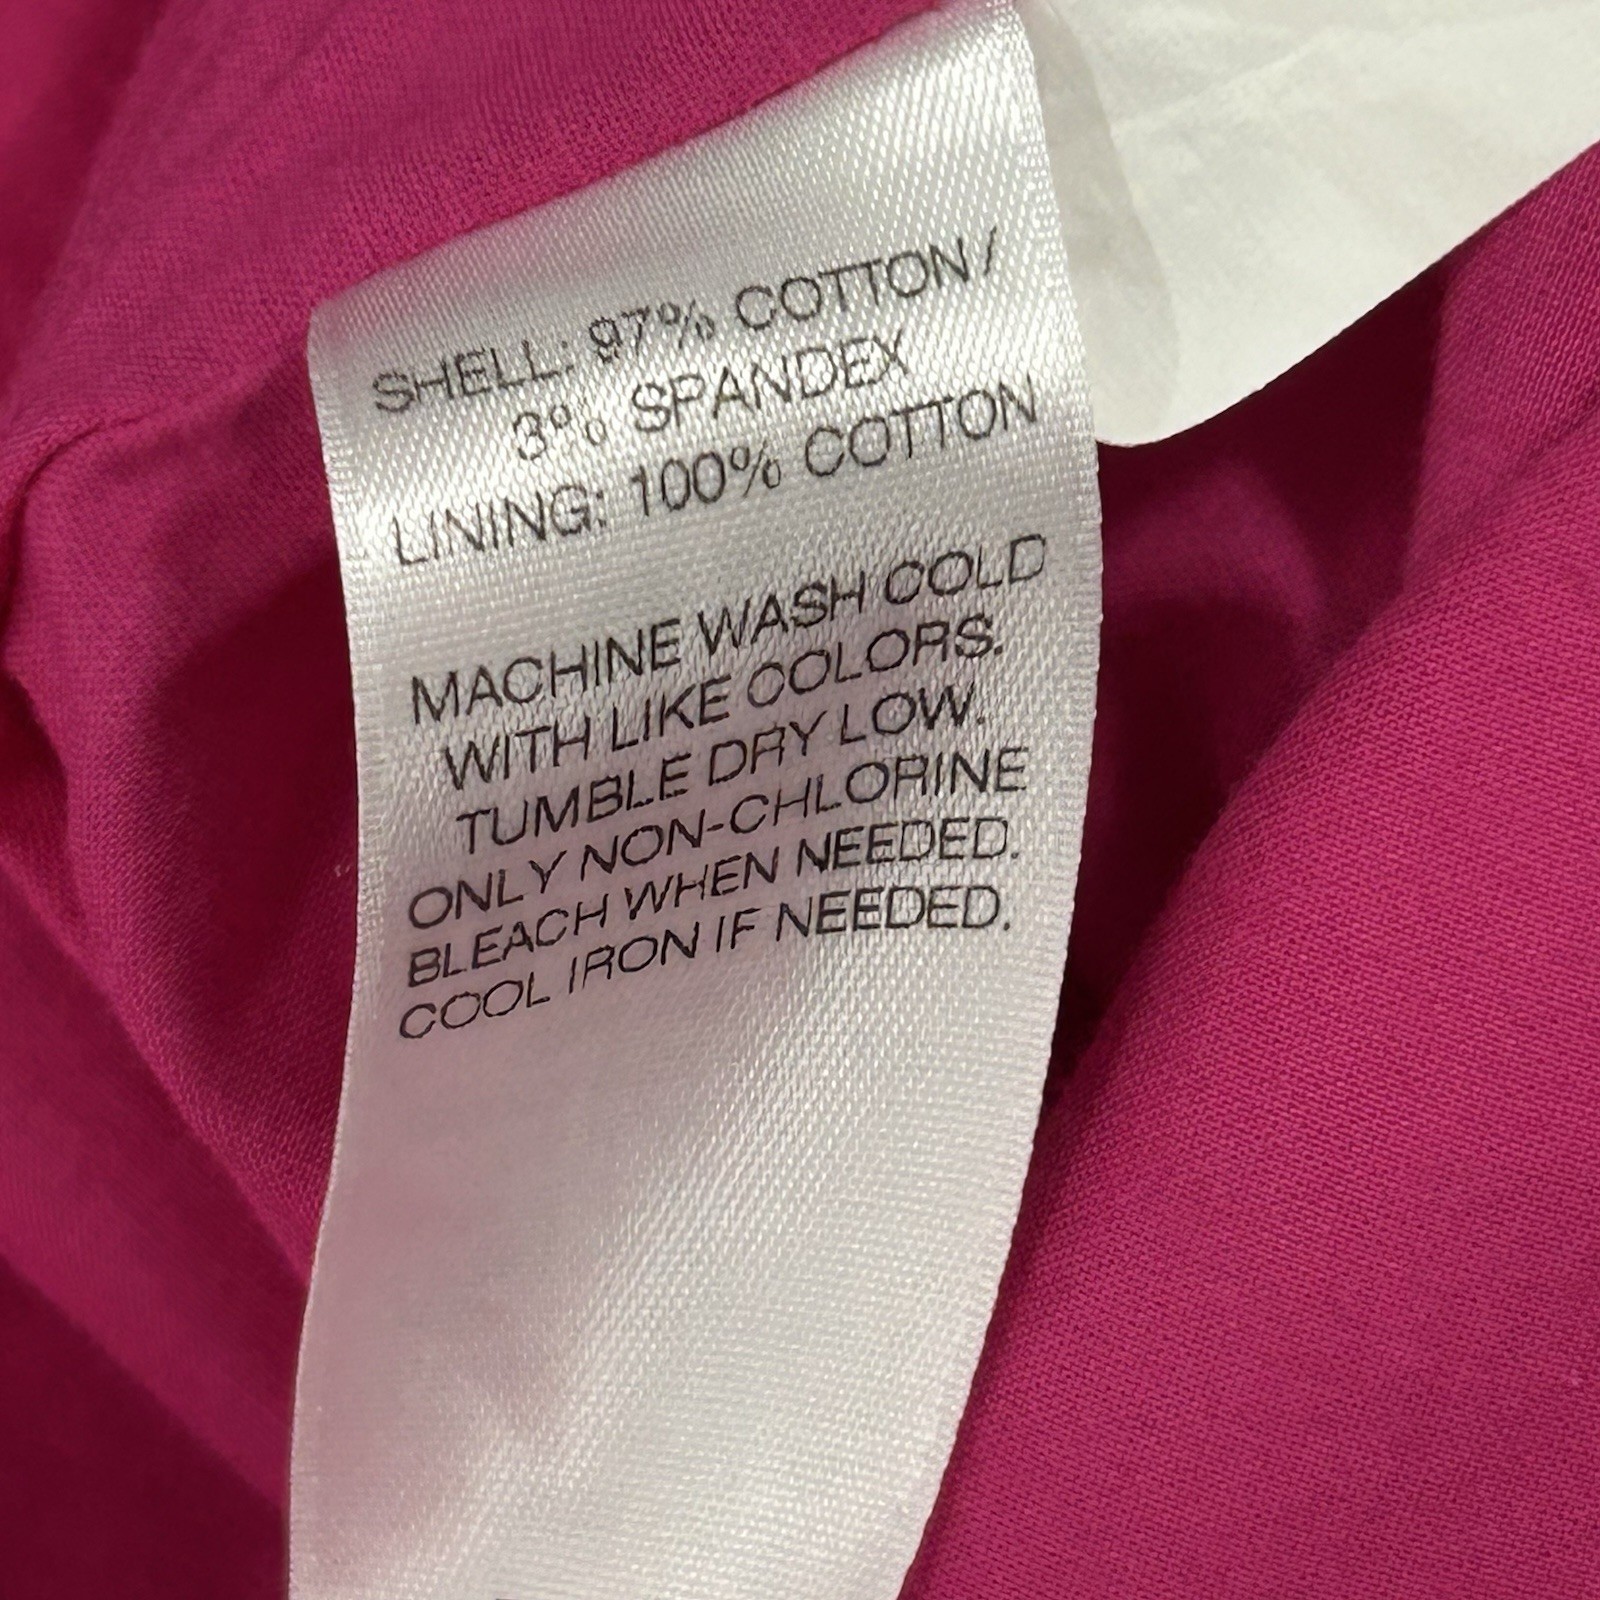 SHELL: 97% COTTON/
3% SPANDEX
LINING: 100% COTTON
MACHINE WASH COLD
WITH LIKE COLORS.
TUMBLE DRY LOW.
ONLY NON-CHLORINE
BLEACH WHEN NEEDED.
COOL IRON IF NEEDED.